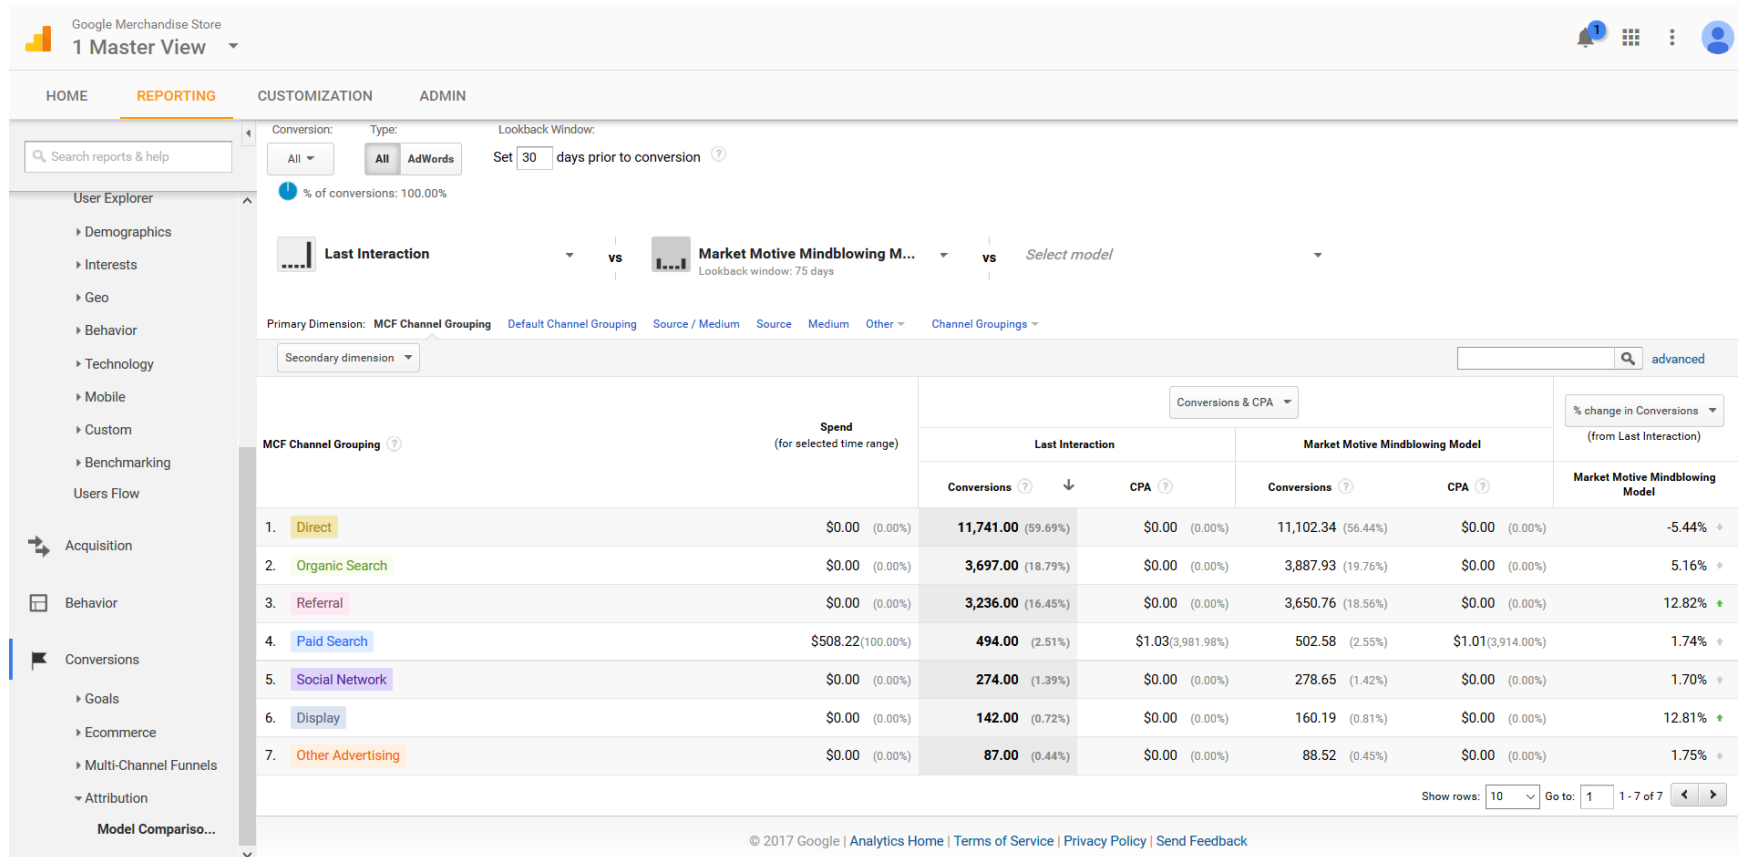 Google Merchandise Store
1 Master View
1
HOME REPORTING CUSTOMIZATION ADMIN
Search reports & help
User Explorer
Demographics
Interests
Geo
Behavior
Technology
Mobile
Custom
Benchmarking
Users Flow
Acquisition
Behavior
Conversions
Goals
Ecommerce
Multi-Channel Funnels
Attribution
Model Compariso...
Conversion: Type: Lookback Window:
All All AdWords Set 30 days prior to conversion ?
% of conversions: 100.00%
Last Interaction vs Market Motive Mindblowing M... vs Select model
Lookback window: 75 days
Primary Dimension: MCF Channel Grouping Default Channel Grouping Source / Medium Source Medium Other Channel Groupings
Secondary dimension advanced
MCF Channel Grouping ? Spend
(for selected time range)
Conversions & CPA % change in Conversions
(from Last Interaction)
Last Interaction Market Motive Mindblowing Model
Conversions ? CPA ? Conversions ? CPA ? Market Motive Mindblowing
Model
1. Direct $0.00 (0.00%) 11,741.00 (59.69%) $0.00 (0.00%) 11,102.34 (56.44%) $0.00 (0.00%) -5.44%
2. Organic Search $0.00 (0.00%) 3,697.00 (18.79%) $0.00 (0.00%) 3,887.93 (19.76%) $0.00 (0.00%) 5.16%
3. Referral $0.00 (0.00%) 3,236.00 (16.45%) $0.00 (0.00%) 3,650.76 (18.56%) $0.00 (0.00%) 12.82%
4. Paid Search $508.22(100.00%) 494.00 (2.51%) $1.03(3,981.98%) 502.58 (2.55%) $1.01(3,914.00%) 1.74%
5. Social Network $0.00 (0.00%) 274.00 (1.39%) $0.00 (0.00%) 278.65 (1.42%) $0.00 (0.00%) 1.70%
6. Display $0.00 (0.00%) 142.00 (0.72%) $0.00 (0.00%) 160.19 (0.81%) $0.00 (0.00%) 12.81%
7. Other Advertising $0.00 (0.00%) 87.00 (0.44%) $0.00 (0.00%) 88.52 (0.45%) $0.00 (0.00%) 1.75%
Show rows: 10 Go to: 1 1 - 7 of 7
© 2017 Google | Analytics Home | Terms of Service | Privacy Policy | Send Feedback